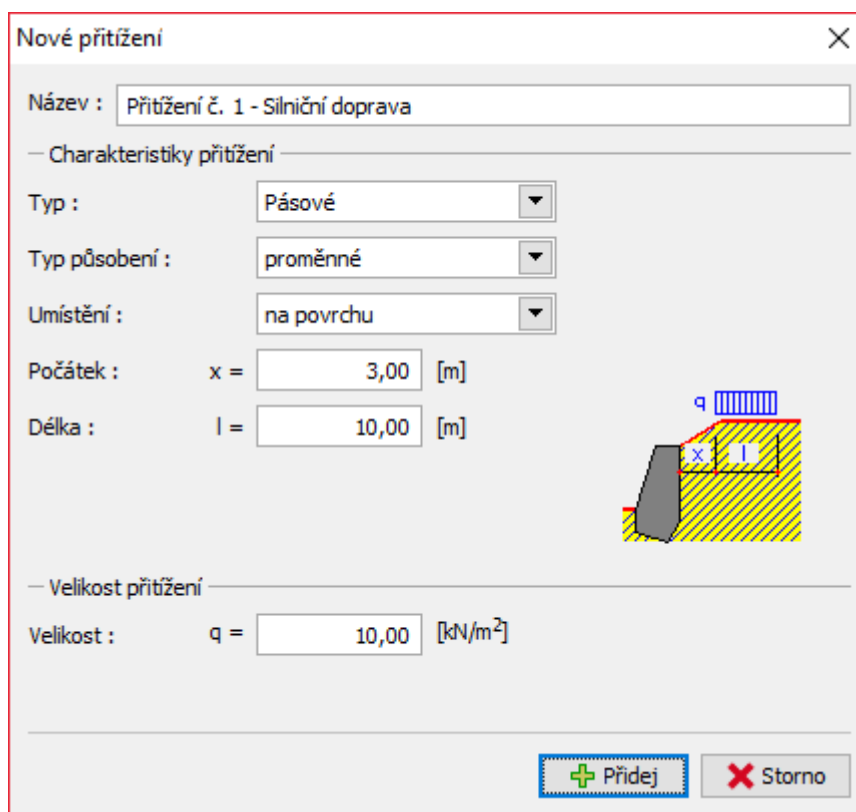 Nové přitížení
Název : Přitížení č. 1 - Silniční doprava
Charakteristiky přitížení
Typ : Pásové
Typ působení : proměnné
Umístění : na povrchu
Počátek : x = 3,00 [m]
Délka : l = 10,00 [m]
q
x l
Velikost přitížení
Velikost : q = 10,00 [kN/m²]
Přidej Storno